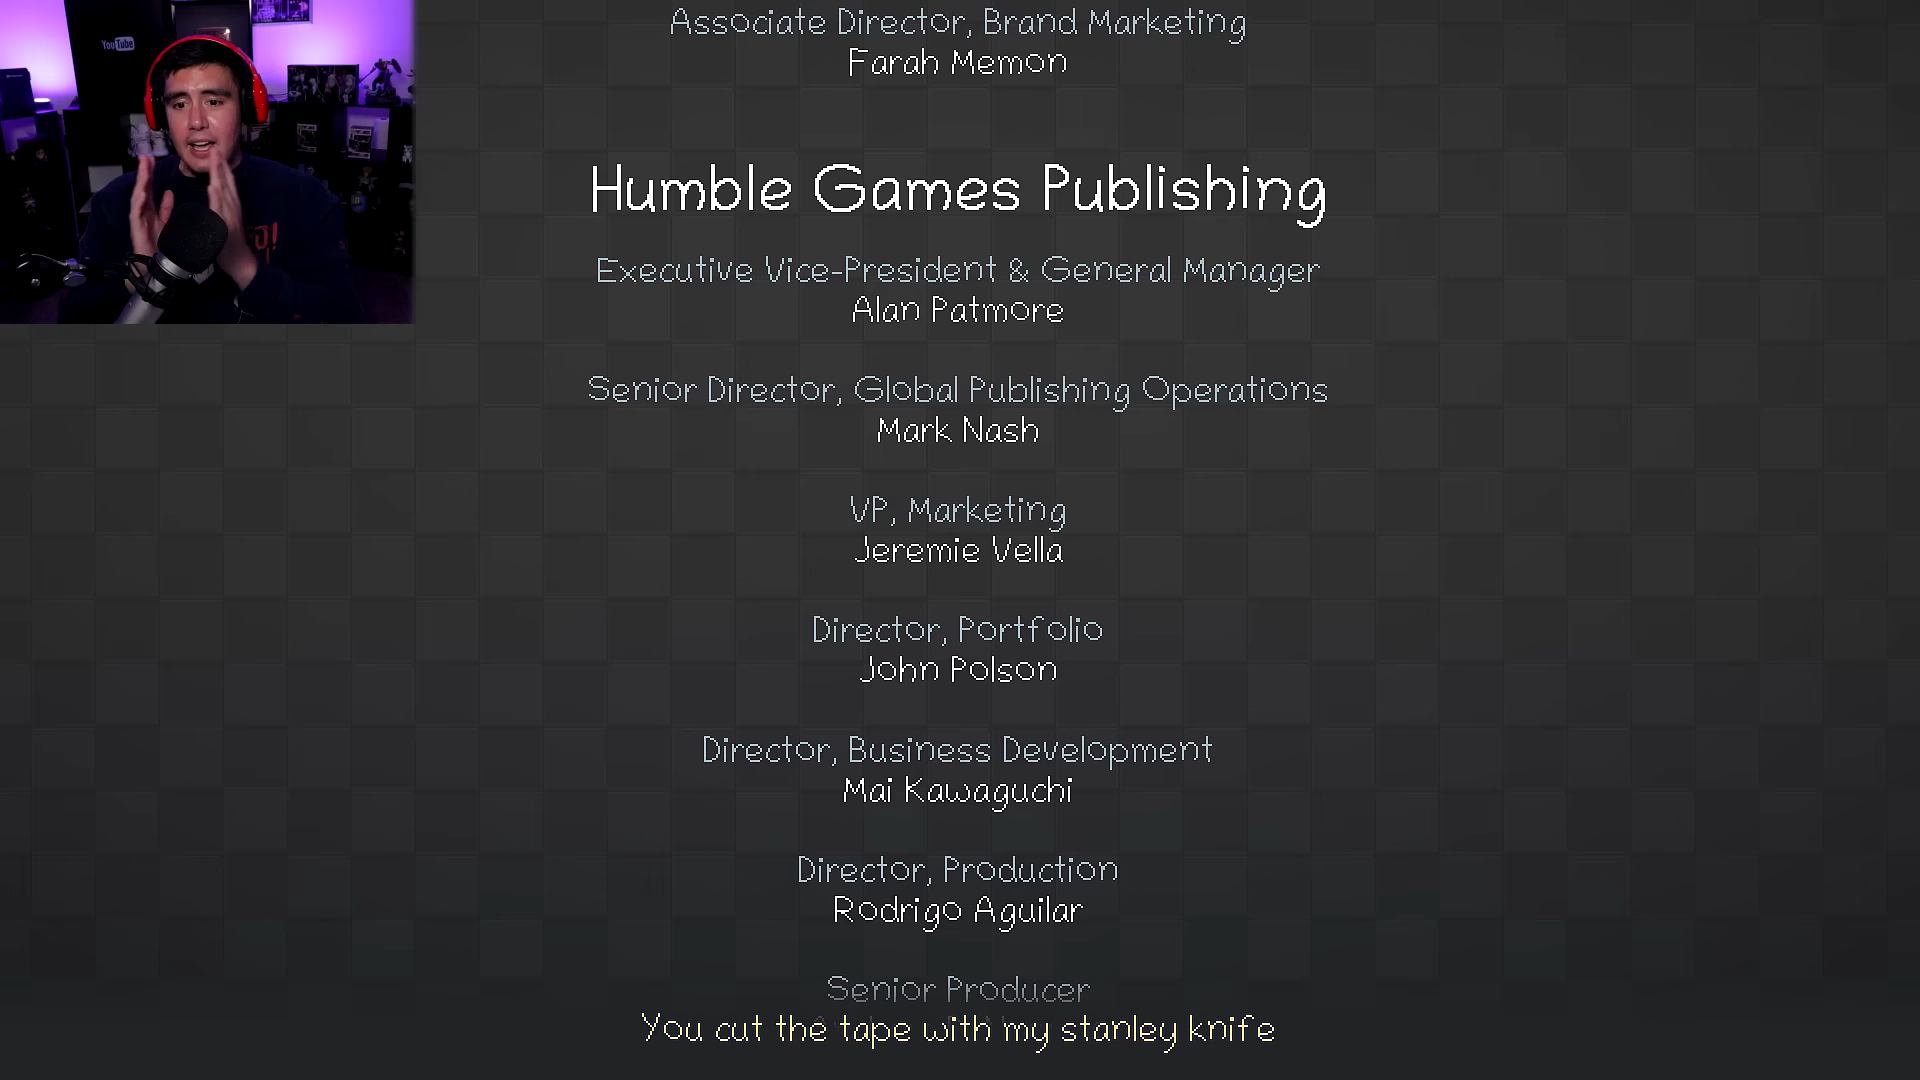 YouTube
Associate Director, Brand Marketing
Farah Memon
Humble Games Publishing
Executive Vice-President & General Manager
Alan Patmore
Senior Director, Global Publishing Operations
Mark Nash
VP, Marketing
Jeremie Vella
Director, Portfolio
John Polson
Director, Business Development
Mai Kawaguchi
Director, Production
Rodrigo Aguilar
Senior Producer
You cut the tape with my stanley knife